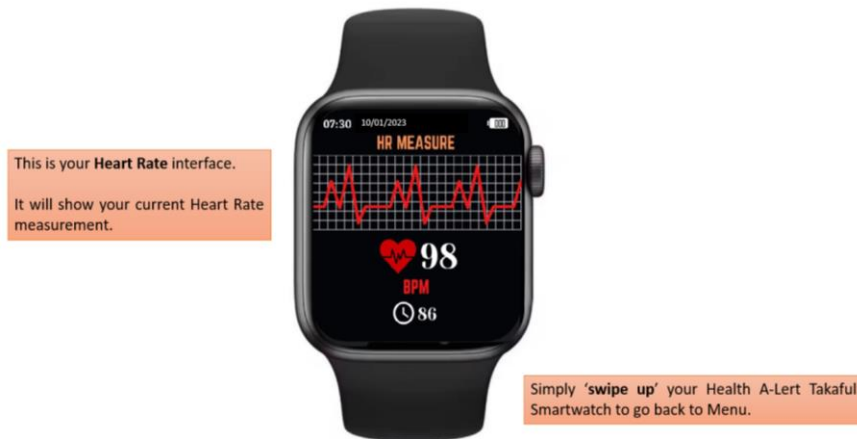 This is your Heart Rate interface.
It will show your current Heart Rate
measurement.
07:30 10/01/2023
HR MEASURE
98
BPM
86
Simply ‘swipe up’ your Health A-Lert Takaful
Smartwatch to go back to Menu.